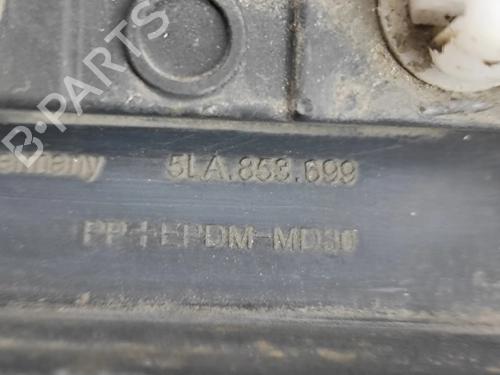 B-PARTS
Germany 5LA.853.699
PP+EPDM-MD30